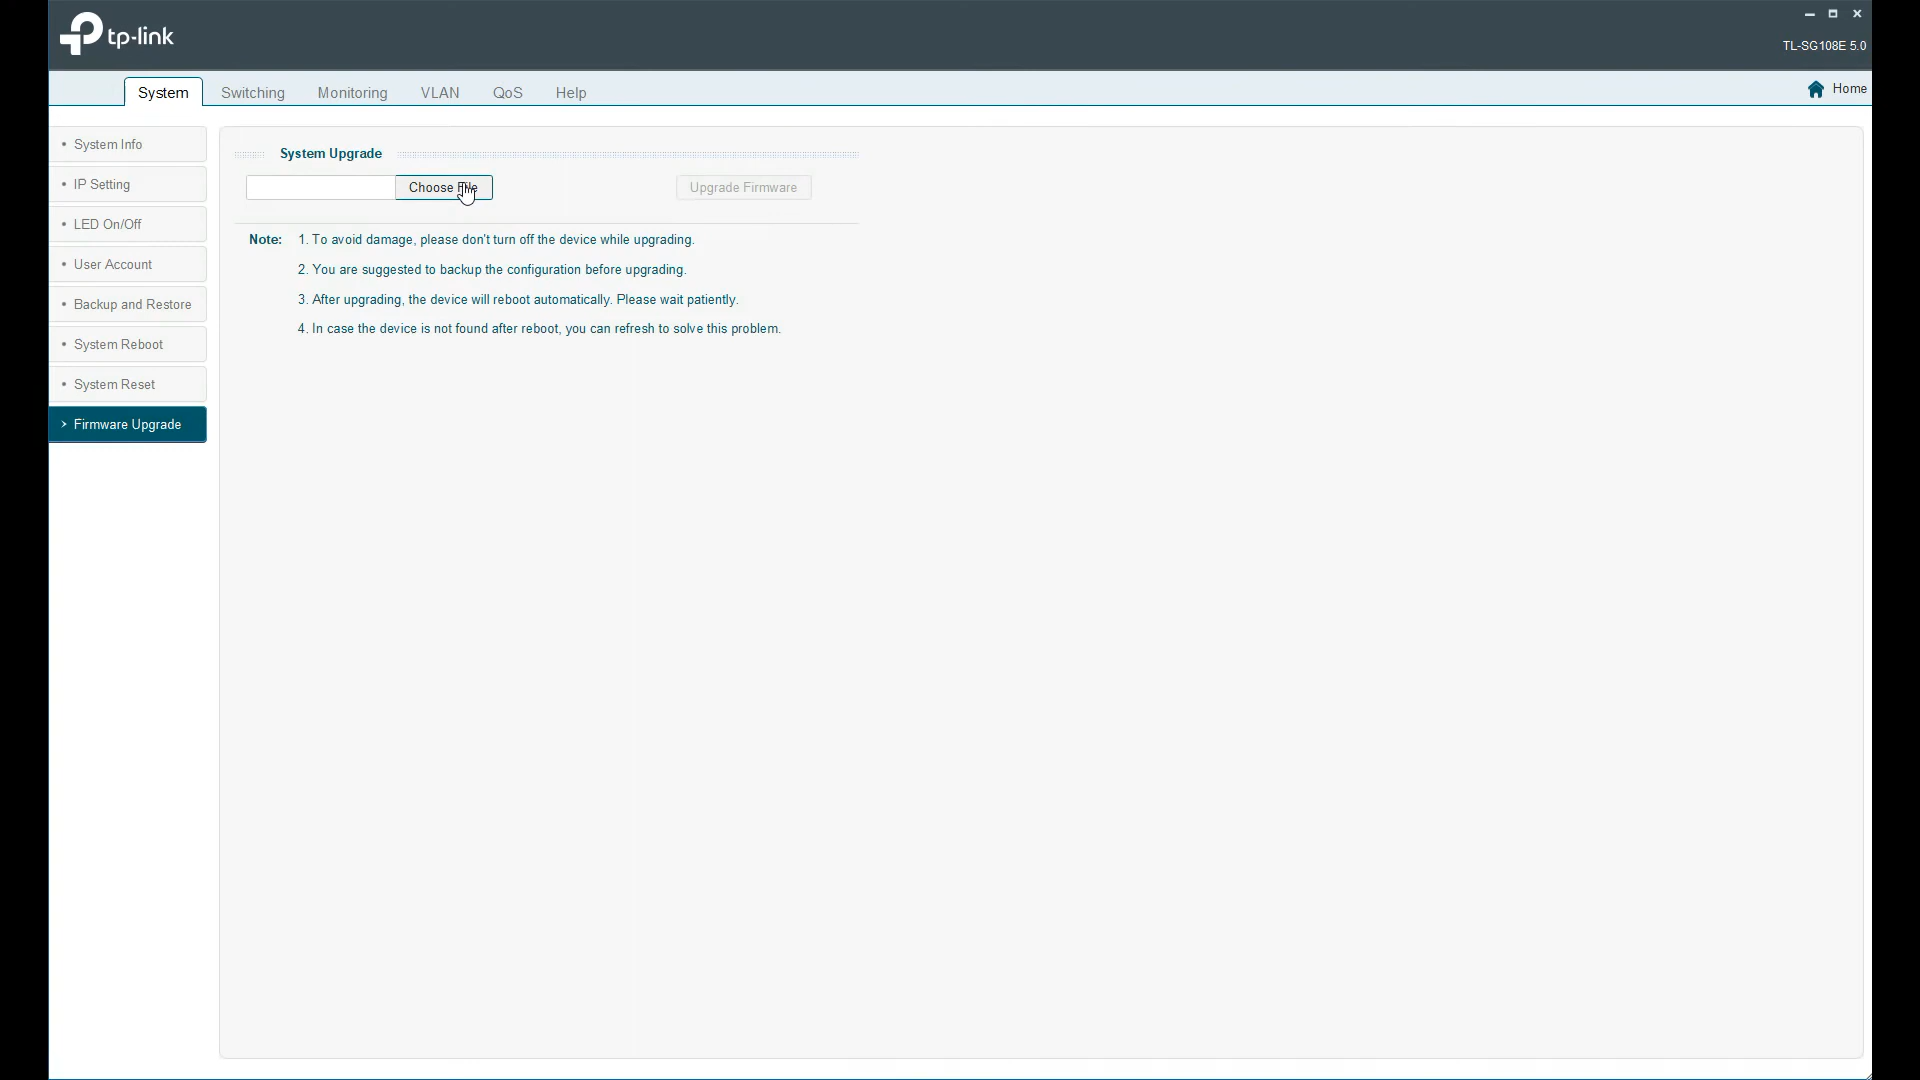 tp-link
TL-SG108E 5.0
System Switching Monitoring VLAN QoS Help
Home
System Info
IP Setting
LED On/Off
User Account
Backup and Restore
System Reboot
System Reset
Firmware Upgrade
System Upgrade
Choose File
Upgrade Firmware
Note: 1. To avoid damage, please don't turn off the device while upgrading.
2. You are suggested to backup the configuration before upgrading.
3. After upgrading, the device will reboot automatically. Please wait patiently.
4. In case the device is not found after reboot, you can refresh to solve this problem.